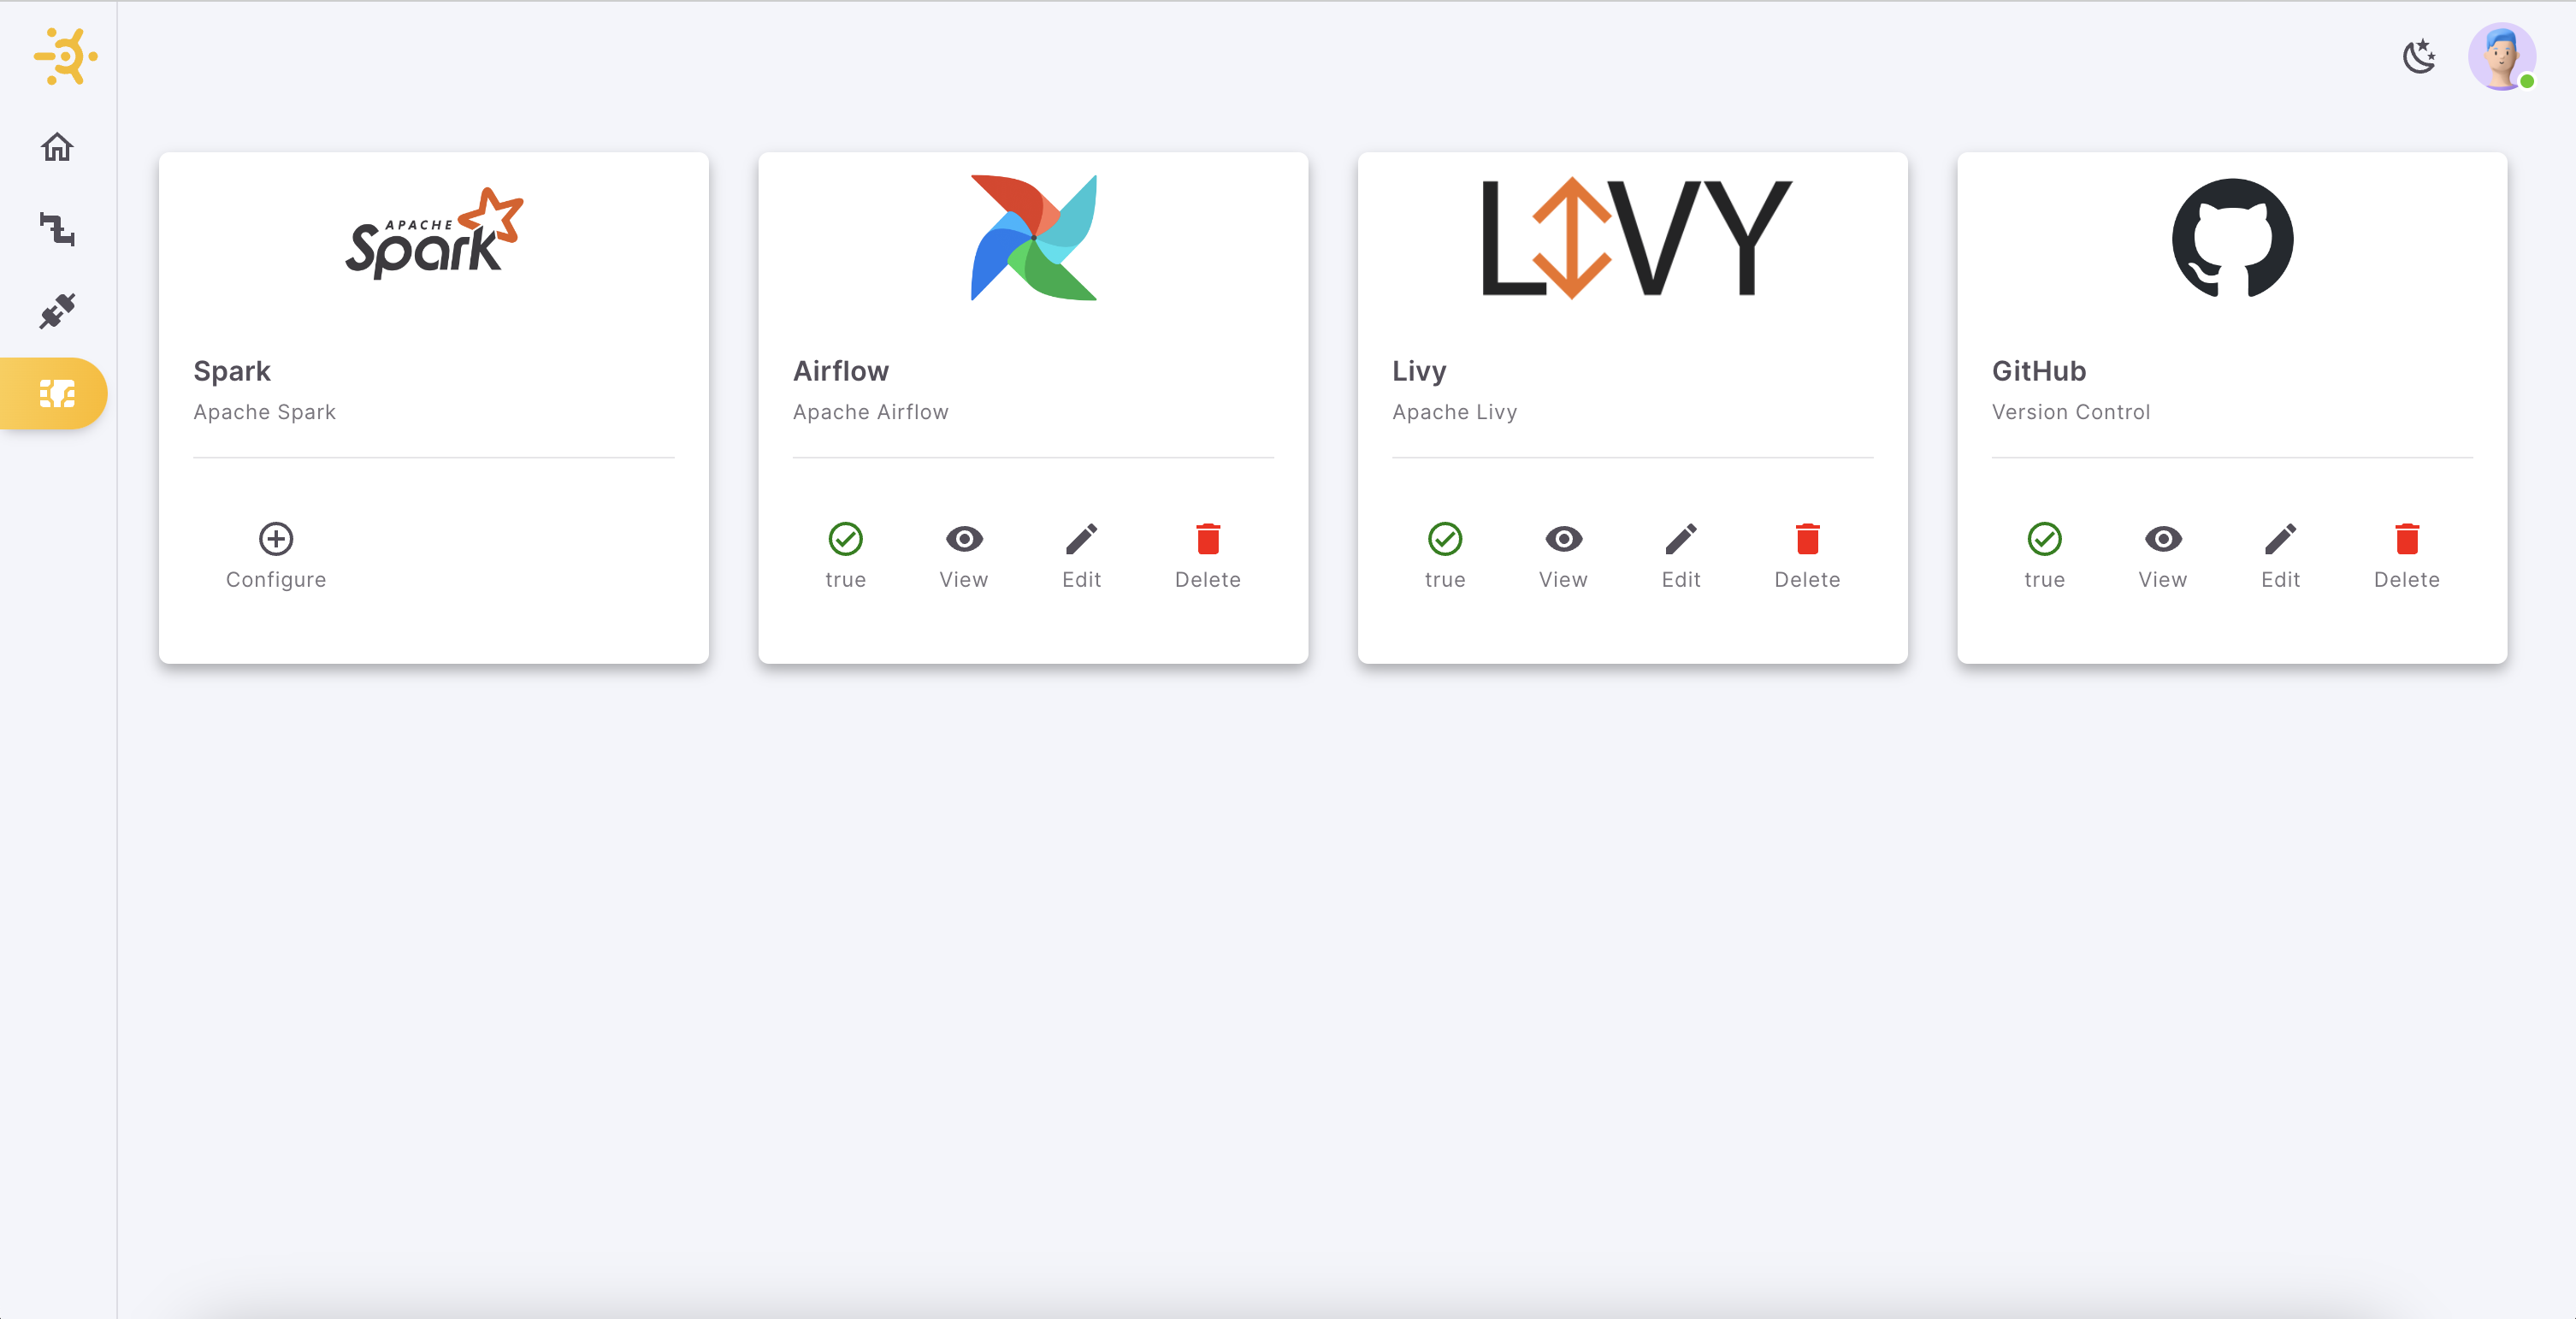 APACHE
Spark
Spark
Apache Spark
Configure
Airflow
Apache Airflow
true View Edit Delete
LIVY
Livy
Apache Livy
true View Edit Delete
GitHub
Version Control
true View Edit Delete